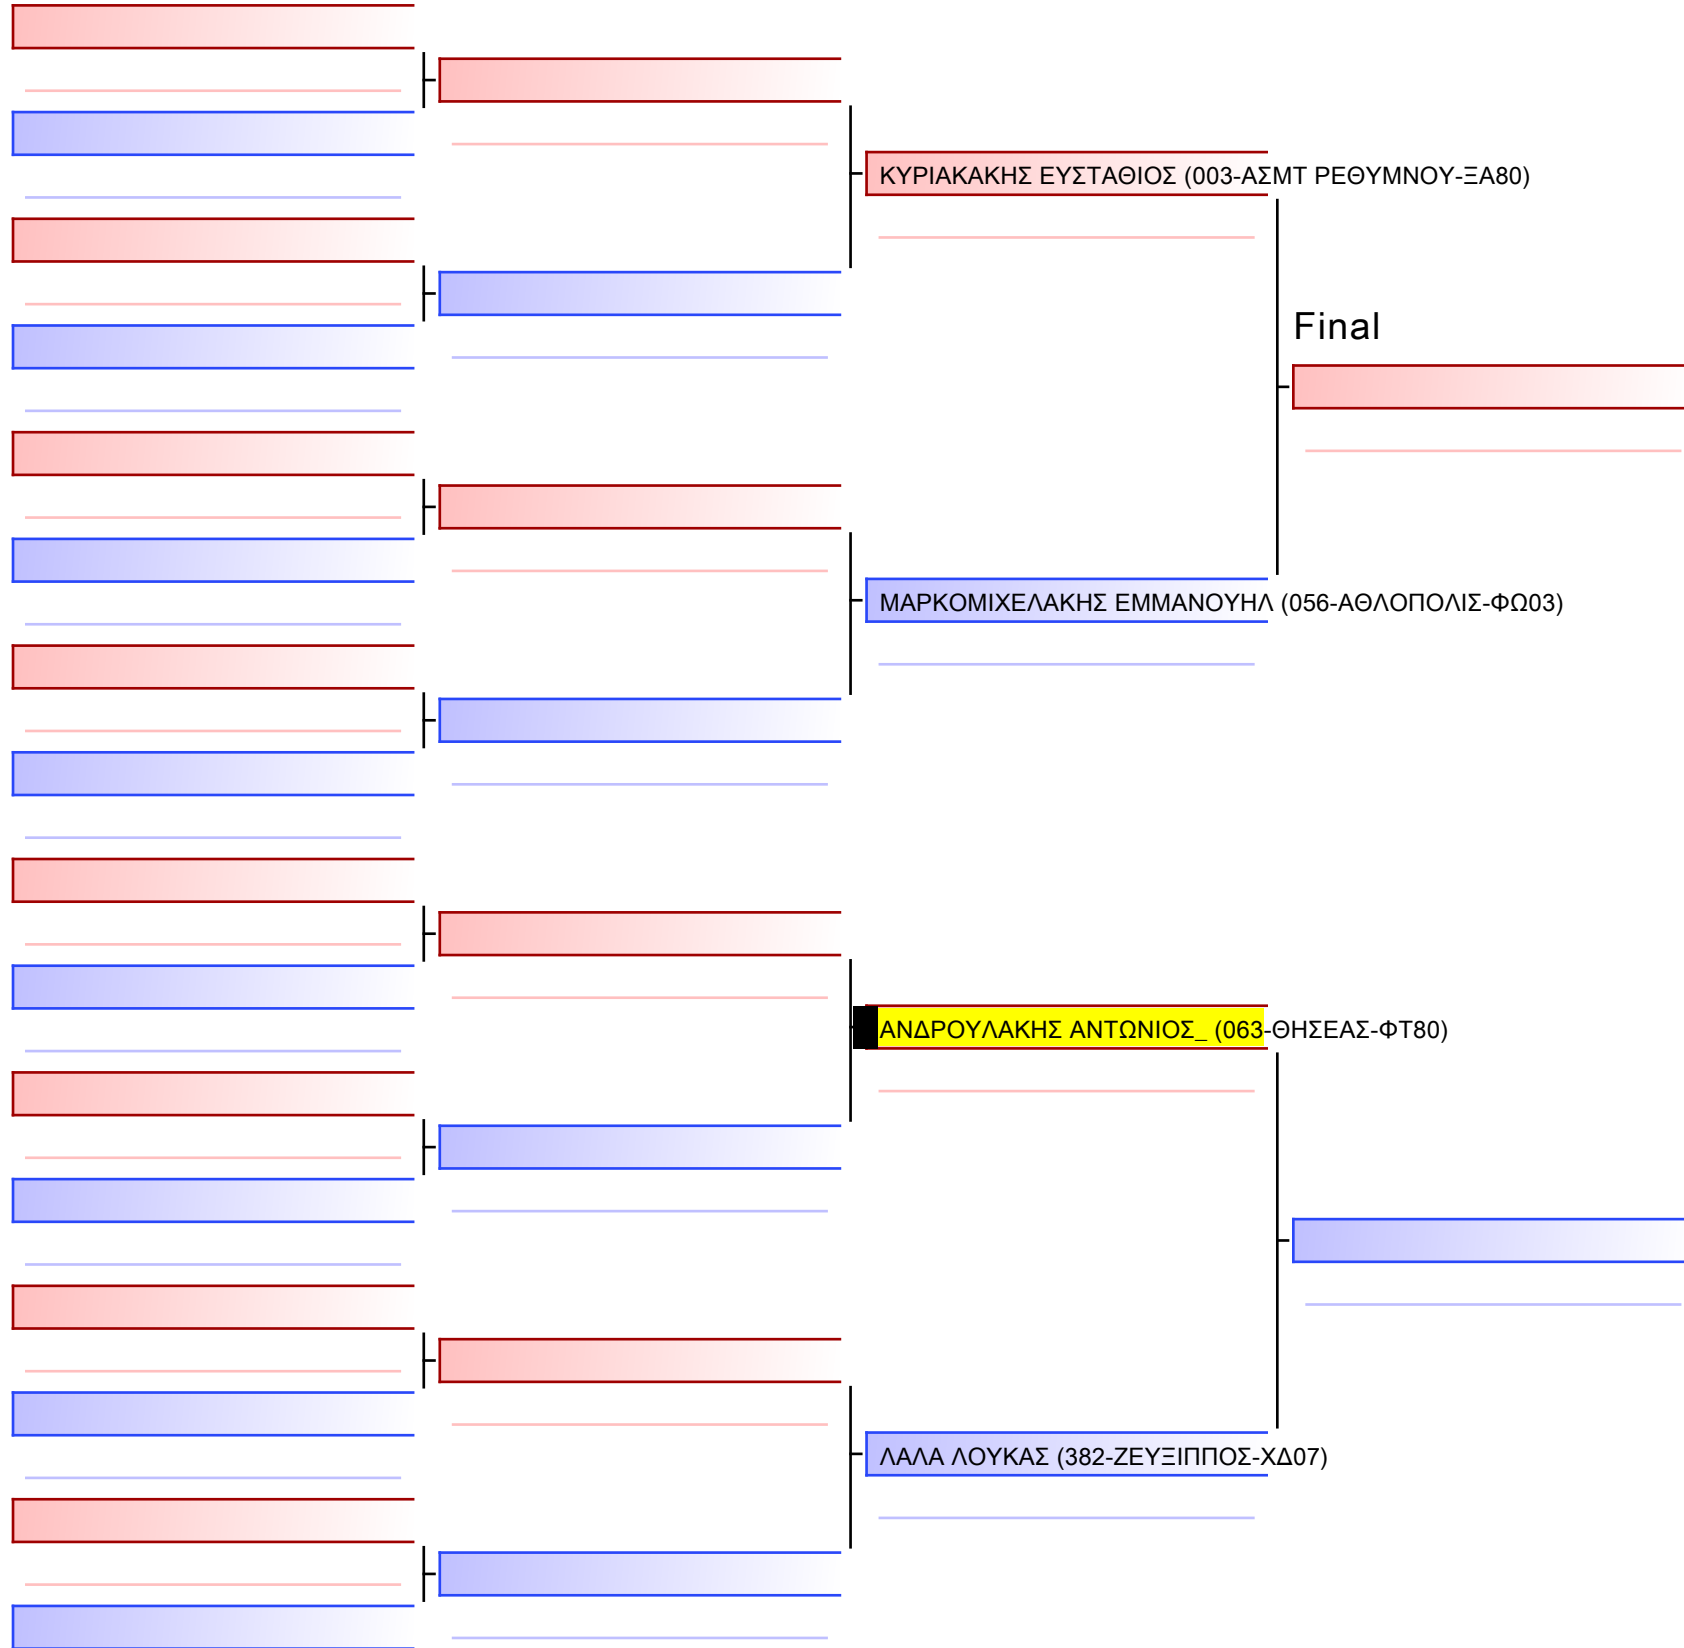 ΚΥΡΙΑΚΑΚΗΣ ΕΥΣΤΑΘΙΟΣ (003-ΑΣΜΤ ΡΕΘΥΜΝΟΥ-ΞΑ80)
Final
ΜΑΡΚΟΜΙΧΕΛΑΚΗΣ ΕΜΜΑΝΟΥΗΛ (056-ΑΘΛΟΠΟΛΙΣ-ΦΩ03)
ΑΝΔΡΟΥΛΑΚΗΣ ΑΝΤΩΝΙΟΣ_ (063-ΘΗΣΕΑΣ-ΦΤ80)
ΛΑΛΑ ΛΟΥΚΑΣ (382-ΖΕΥΞΙΠΠΟΣ-ΧΔ07)